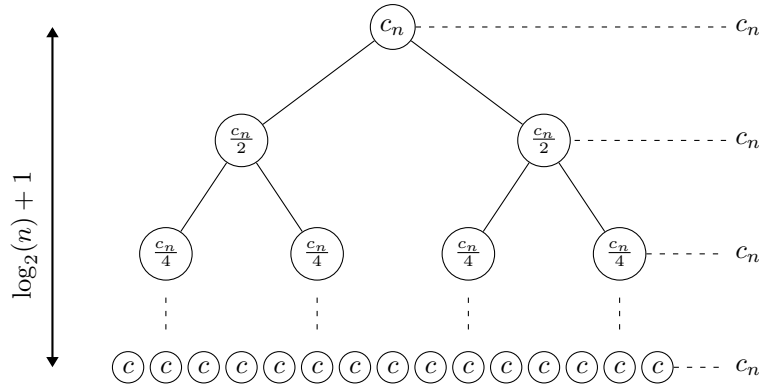 c_n c_n
c_n/2 c_n/2 c_n
c_n/4 c_n/4 c_n/4 c_n/4 c_n
c c c c c c c c c c c c c c c c_n
log_2(n) + 1